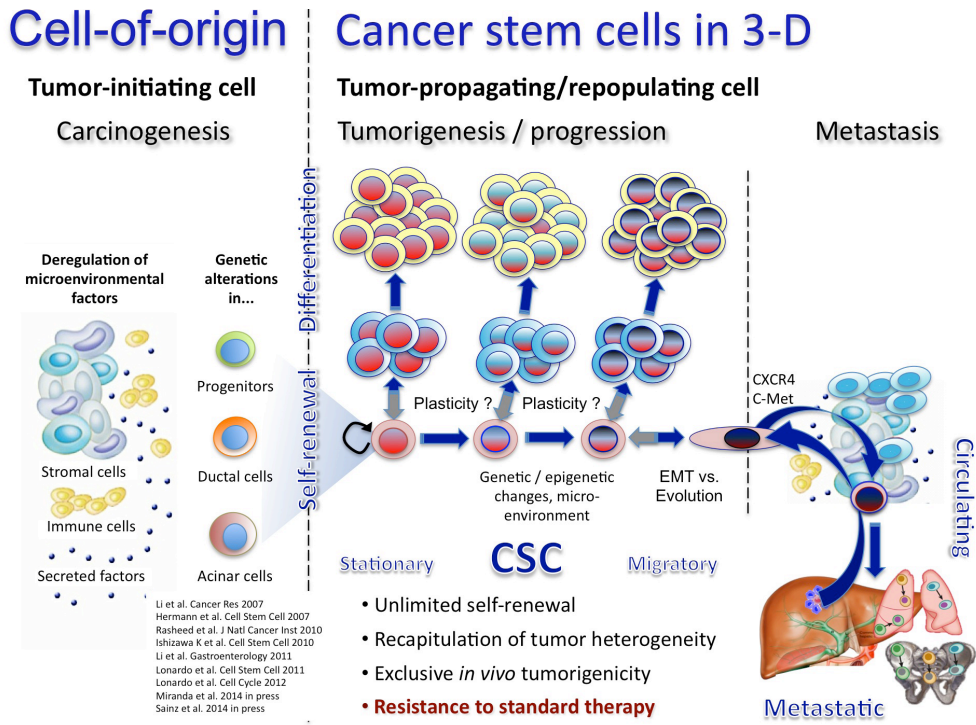 Cell-of-origin
Cancer stem cells in 3-D
Tumor-initiating cell
Tumor-propagating/repopulating cell
Carcinogenesis
Tumorigenesis / progression
Metastasis
Deregulation of
microenvironmental
factors
Genetic
alterations
in...
Progenitors
Ductal cells
Acinar cells
Stromal cells
Immune cells
Secreted factors
Li et al. Cancer Res 2007
Hermann et al. Cell Stem Cell 2007
Rasheed et al. J Natl Cancer Inst 2010
Ishizawa K et al. Cell Stem Cell 2010
Li et al. Gastroenterology 2011
Lonardo et al. Cell Stem Cell 2011
Lonardo et al. Cell Cycle 2012
Miranda et al. 2014 in press
Sainz et al. 2014 in press
Self-renewal
Differentiation
Plasticity ?
Plasticity ?
CXCR4
C-Met
Genetic / epigenetic
changes, micro-
environment
EMT vs.
Evolution
Stationary
CSC
Migratory
• Unlimited self-renewal
• Recapitulation of tumor heterogeneity
• Exclusive in vivo tumorigenicity
• Resistance to standard therapy
Circulating
Metastatic